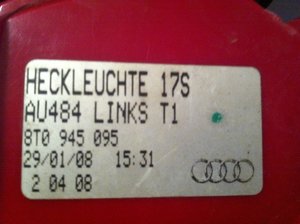 HECKLEUCHTE 17S
AU484 LINKS T1
8T0 945 095
29/01/08 15:31
2 04 08